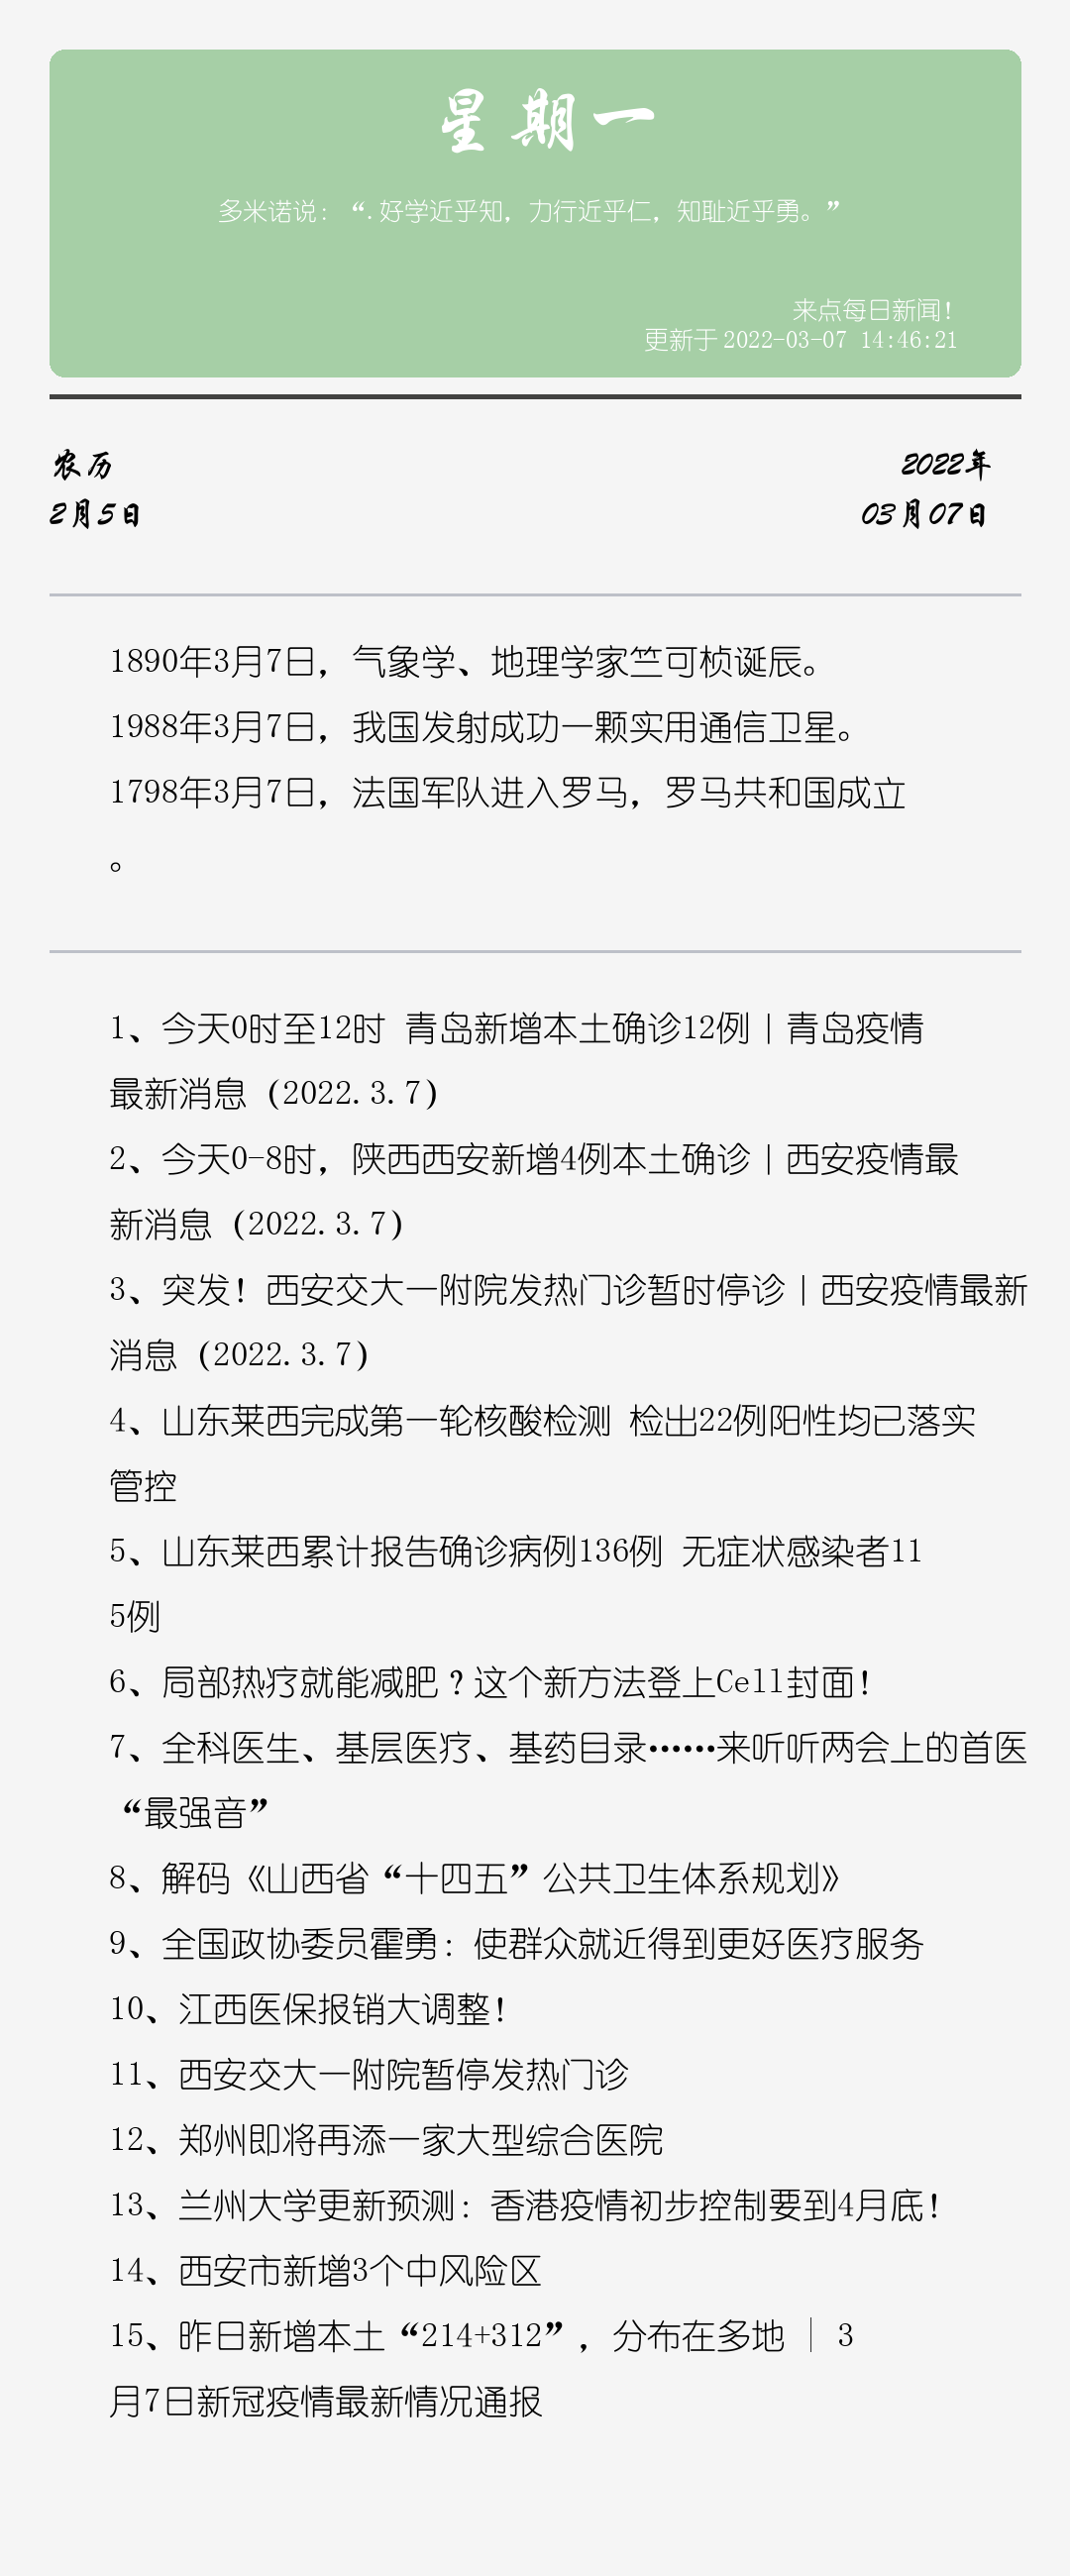 星期一
多米诺说：“.好学近乎知，力行近乎仁，知耻近乎勇。”
来点每日新闻！
更新于2022-03-07 14:46:21
农历
2月5日
2022年
03月07日
1890年3月7日，气象学、地理学家竺可桢诞辰。
1988年3月7日，我国发射成功一颗实用通信卫星。
1798年3月7日，法国军队进入罗马，罗马共和国成立
。
1、今天0时至12时 青岛新增本土确诊12例｜青岛疫情
最新消息（2022.3.7）
2、今天0-8时，陕西西安新增4例本土确诊｜西安疫情最
新消息（2022.3.7）
3、突发！西安交大一附院发热门诊暂时停诊｜西安疫情最新
消息（2022.3.7）
4、山东莱西完成第一轮核酸检测 检出22例阳性均已落实
管控
5、山东莱西累计报告确诊病例136例 无症状感染者11
5例
6、局部热疗就能减肥？这个新方法登上Cell封面！
7、全科医生、基层医疗、基药目录……来听听两会上的首医
“最强音”
8、解码《山西省“十四五”公共卫生体系规划》
9、全国政协委员霍勇：使群众就近得到更好医疗服务
10、江西医保报销大调整！
11、西安交大一附院暂停发热门诊
12、郑州即将再添一家大型综合医院
13、兰州大学更新预测：香港疫情初步控制要到4月底！
14、西安市新增3个中风险区
15、昨日新增本土“214+312”，分布在多地 │ 3
月7日新冠疫情最新情况通报